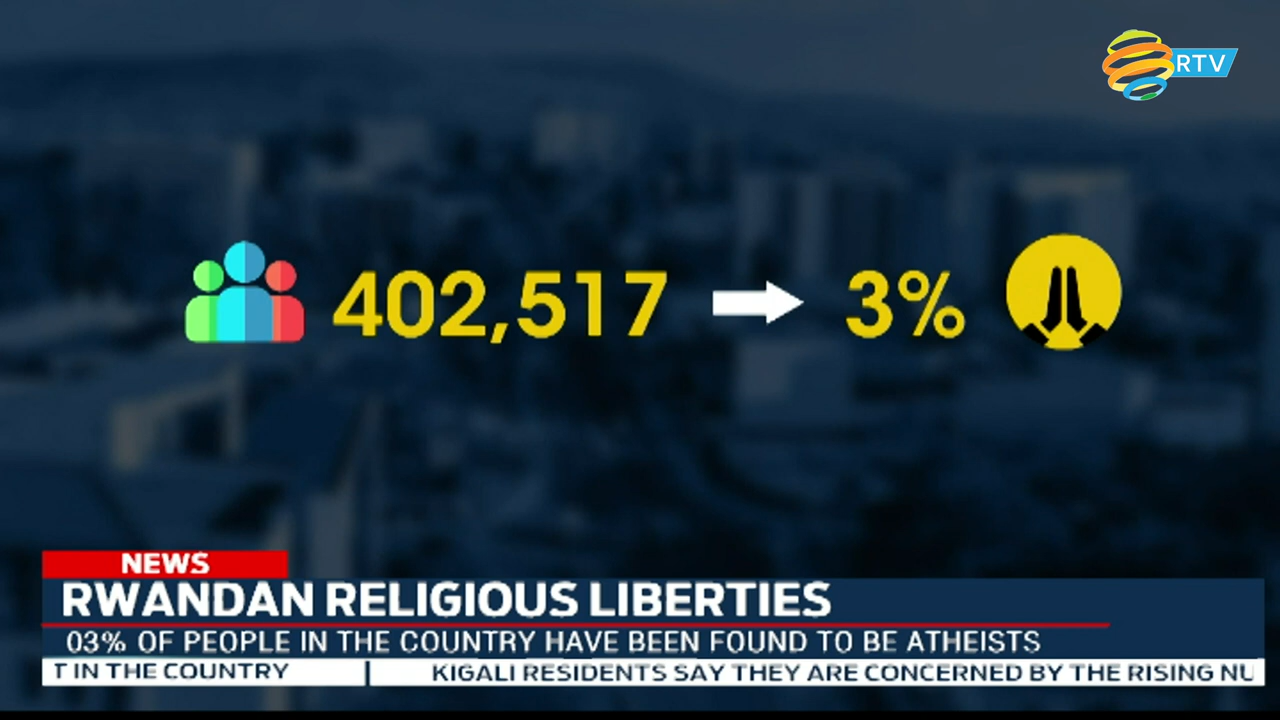 RTV
402,517 3%
NEWS
RWANDAN RELIGIOUS LIBERTIES
03% OF PEOPLE IN THE COUNTRY HAVE BEEN FOUND TO BE ATHEISTS
T IN THE COUNTRY | KIGALI RESIDENTS SAY THEY ARE CONCERNED BY THE RISING NU